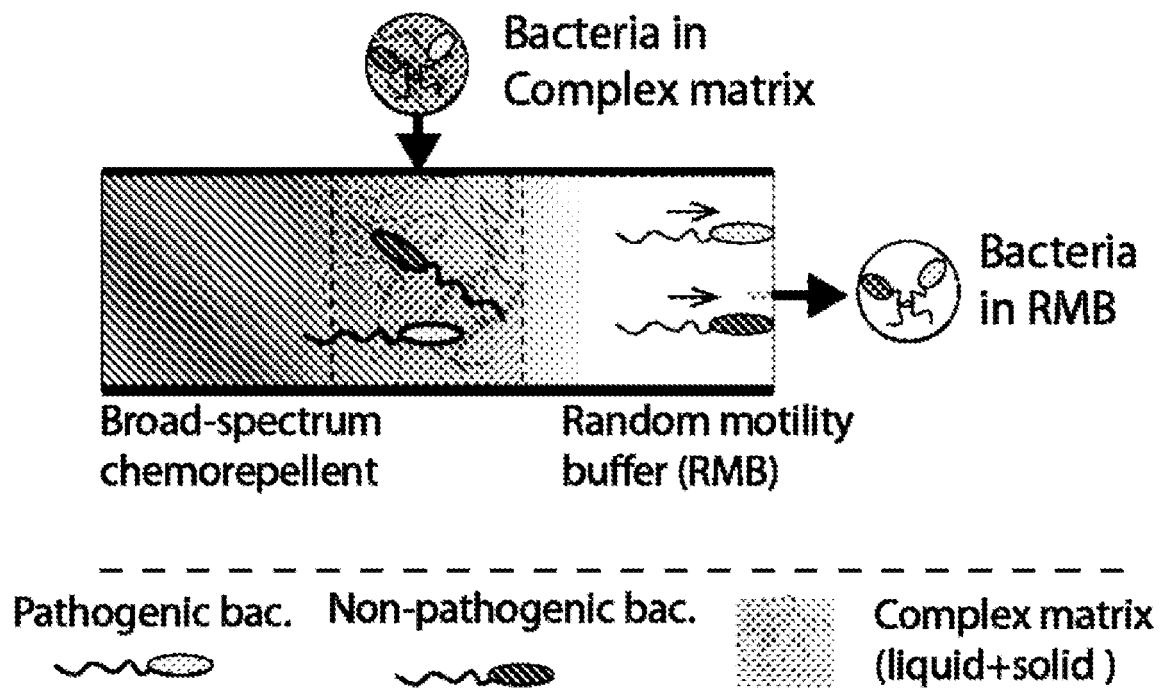 Bacteria in
Complex matrix
Bacteria
in RMB
Broad-spectrum
chemorepellent
Random motility
buffer (RMB)
Pathogenic bac.
Non-pathogenic bac.
Complex matrix
(liquid+solid )